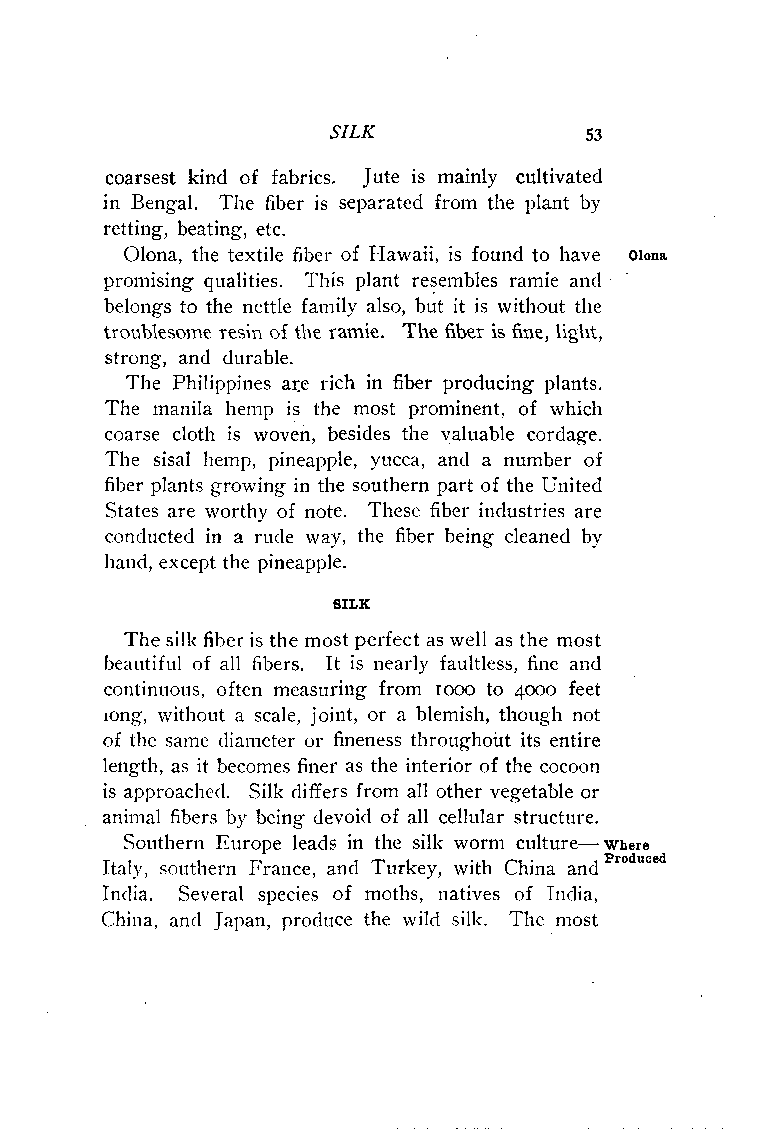 SILK 53
coarsest kind of fabrics. Jute is mainly cultivated
in Bengal. The fiber is separated from the plant by
retting, beating, etc.
Olona, the textile fiber of Hawaii, is found to have Olona
promising qualities. This plant resembles ramie and
belongs to the nettle family also, but it is without the
troublesome resin of the ramie. The fiber is fine, light,
strong, and durable.
The Philippines are rich in fiber producing plants.
The manila hemp is the most prominent, of which
coarse cloth is woven, besides the valuable cordage.
The sisal hemp, pineapple, yucca, and a number of
fiber plants growing in the southern part of the United
States are worthy of note. These fiber industries are
conducted in a rude way, the fiber being cleaned by
hand, except the pineapple.
SILK
The silk fiber is the most perfect as well as the most
beautiful of all fibers. It is nearly faultless, fine and
continuous, often measuring from 1000 to 4000 feet
long, without a scale, joint, or a blemish, though not
of the same diameter or fineness throughout its entire
length, as it becomes finer as the interior of the cocoon
is approached. Silk differs from all other vegetable or
animal fibers by being devoid of all cellular structure.
Southern Europe leads in the silk worm culture— Where
Italy, southern France, and Turkey, with China and Produced
India. Several species of moths, natives of India,
China, and Japan, produce the wild silk. The most